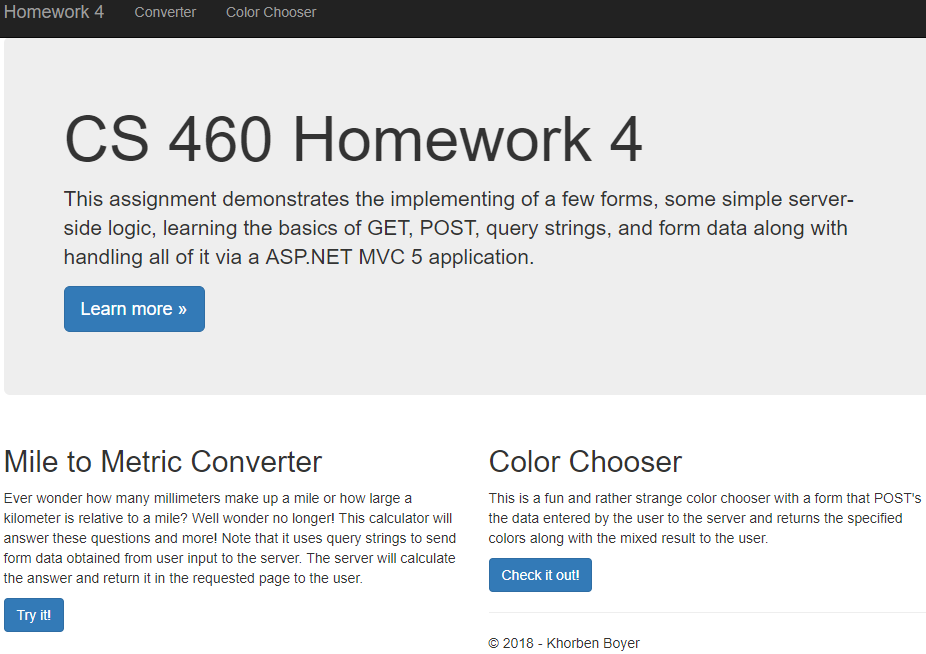 Homework 4 Converter Color Chooser
CS 460 Homework 4
This assignment demonstrates the implementing of a few forms, some simple server-
side logic, learning the basics of GET, POST, query strings, and form data along with
handling all of it via a ASP.NET MVC 5 application.
Learn more »
Mile to Metric Converter
Ever wonder how many millimeters make up a mile or how large a
kilometer is relative to a mile? Well wonder no longer! This calculator will
answer these questions and more! Note that it uses query strings to send
form data obtained from user input to the server. The server will calculate
the answer and return it in the requested page to the user.
Try it!
Color Chooser
This is a fun and rather strange color chooser with a form that POST's
the data entered by the user to the server and returns the specified
colors along with the mixed result to the user.
Check it out!
© 2018 - Khorben Boyer